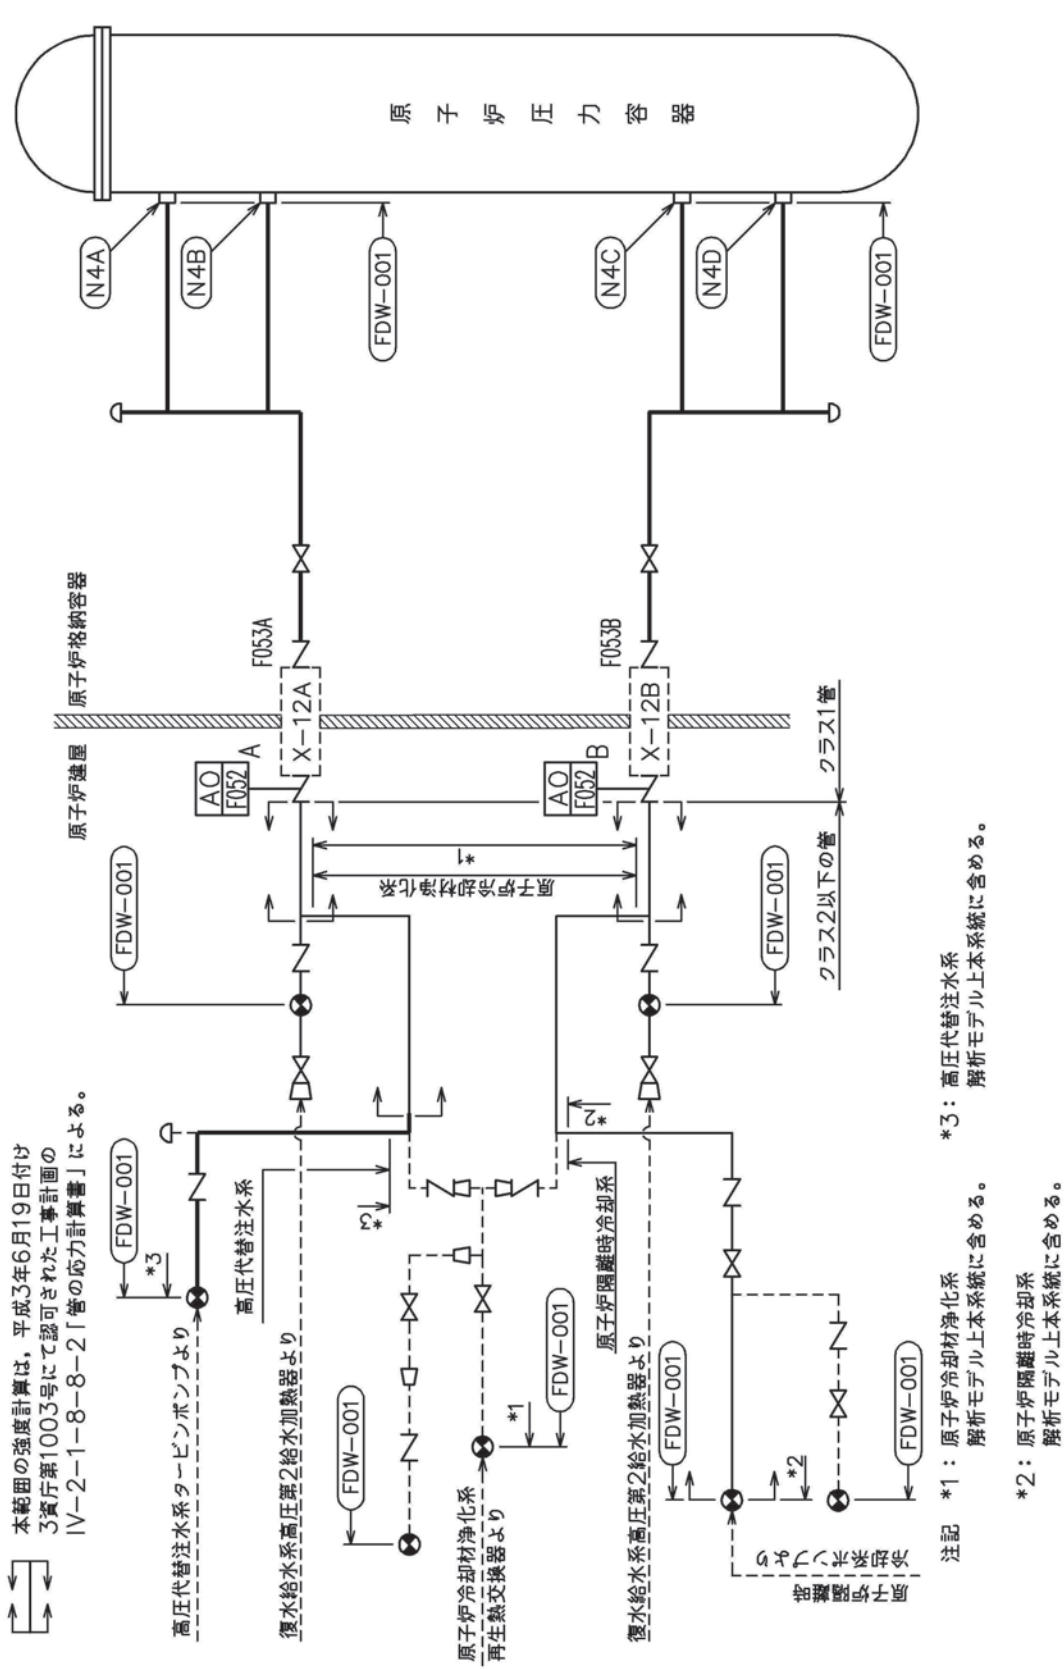 本範囲の強度計算は，平成3年6月19日付け
3資庁第1003号にて認可された工事計画の
IV－2－1－8－8－2「管の応力計算書」による。
原子炉建屋
原子炉格納容器
原子炉圧力容器
N4A
N4B
FDW-001
N4C
N4D
FDW-001
F053A
X-12A
A
AO
F052
F053B
X-12B
B
AO
F052
クラス1管
クラス2以下の管
*1
原子炉冷却材浄化系
FDW-001
FDW-001
FDW-001
*3
高圧代替注水系タービンポンプより
高圧代替注水系
*3
復水給水系高圧第2給水加熱器より
FDW-001
原子炉冷却材浄化系
再生熱交換器より
*1
FDW-001
*2
原子炉隔離時冷却系
復水給水系高圧第2給水加熱器より
FDW-001
*2
FDW-001
原子炉隔離時
冷却系ポンプより
注記 *1：原子炉冷却材浄化系
解析モデル上本系統に含める。
*2：原子炉隔離時冷却系
解析モデル上本系統に含める。
*3：高圧代替注水系
解析モデル上本系統に含める。